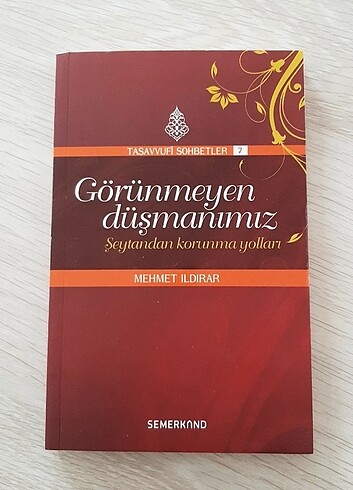 TASAVVUFİ SOHBETLER 7
Görünmeyen
düşmanımız
Şeytandan korunma yolları
MEHMET ILDIRAR
SEMERKAND